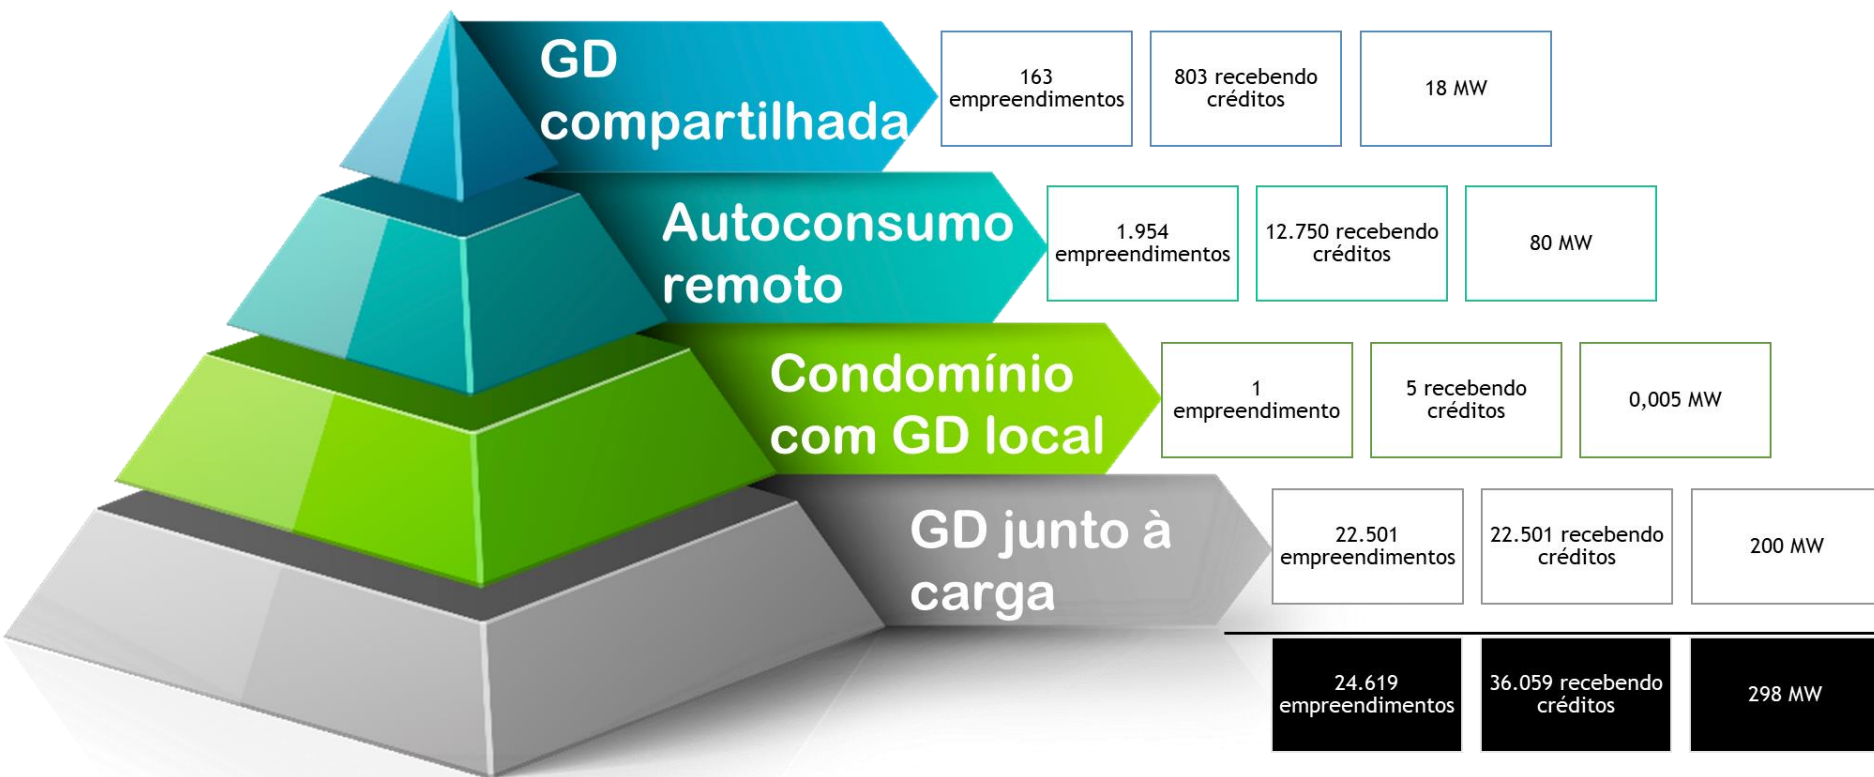 GD
compartilhada
163
empreendimentos
803 recebendo
créditos
18 MW
Autoconsumo
remoto
1.954
empreendimentos
12.750 recebendo
créditos
80 MW
Condomínio
com GD local
1
empreendimento
5 recebendo
créditos
0,005 MW
GD junto à
carga
22.501
empreendimentos
22.501 recebendo
créditos
200 MW
24.619
empreendimentos
36.059 recebendo
créditos
298 MW